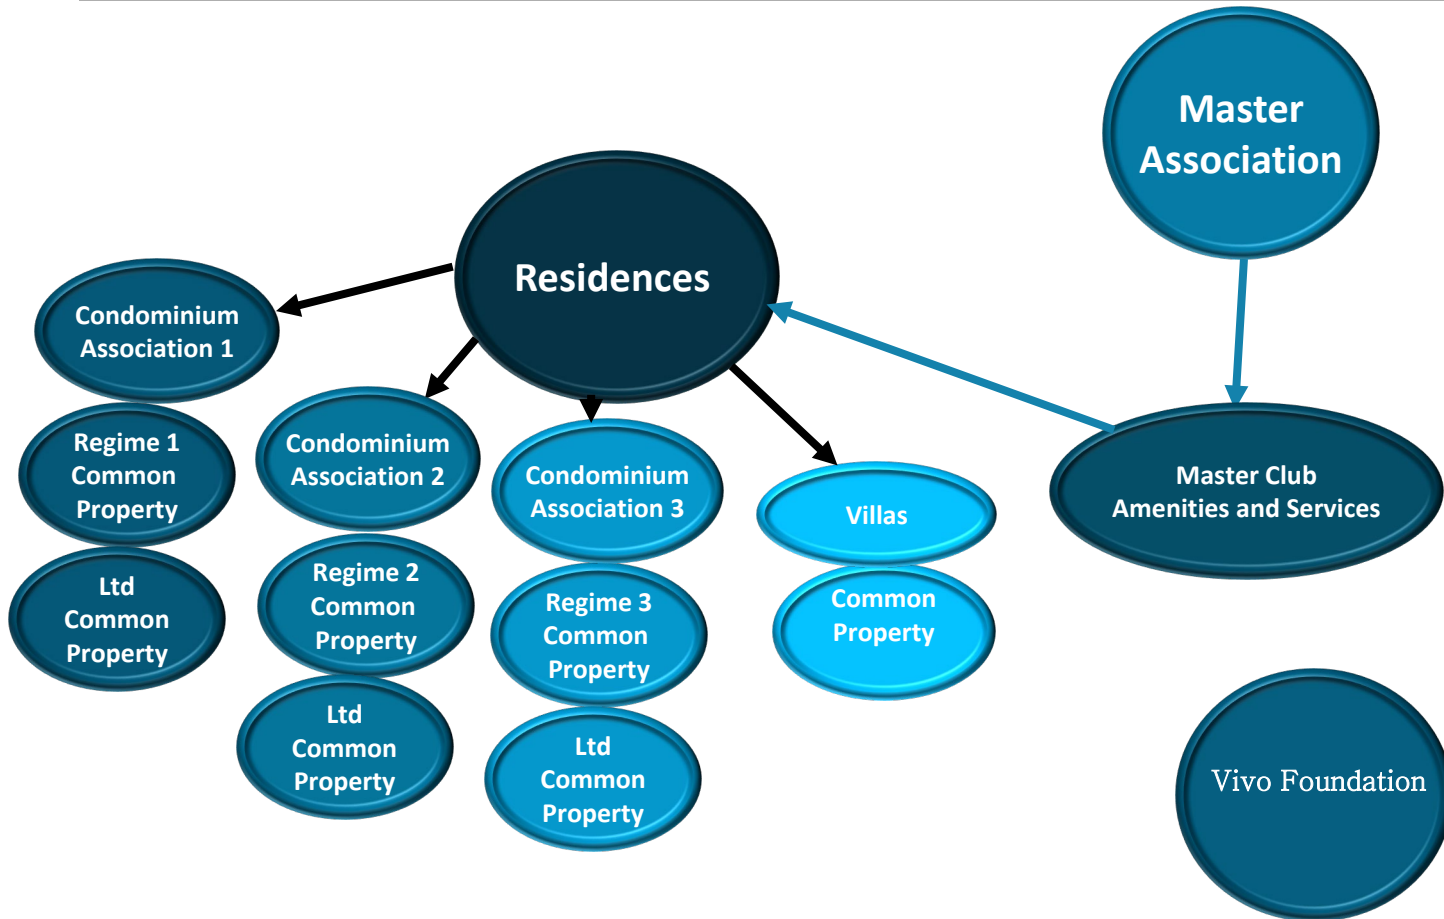 Master
Association
Residences
Condominium
Association 1
Regime 1
Common
Property
Ltd
Common
Property
Condominium
Association 2
Regime 2
Common
Property
Ltd
Common
Property
Condominium
Association 3
Regime 3
Common
Property
Ltd
Common
Property
Villas
Common
Property
Master Club
Amenities and Services
Vivo Foundation